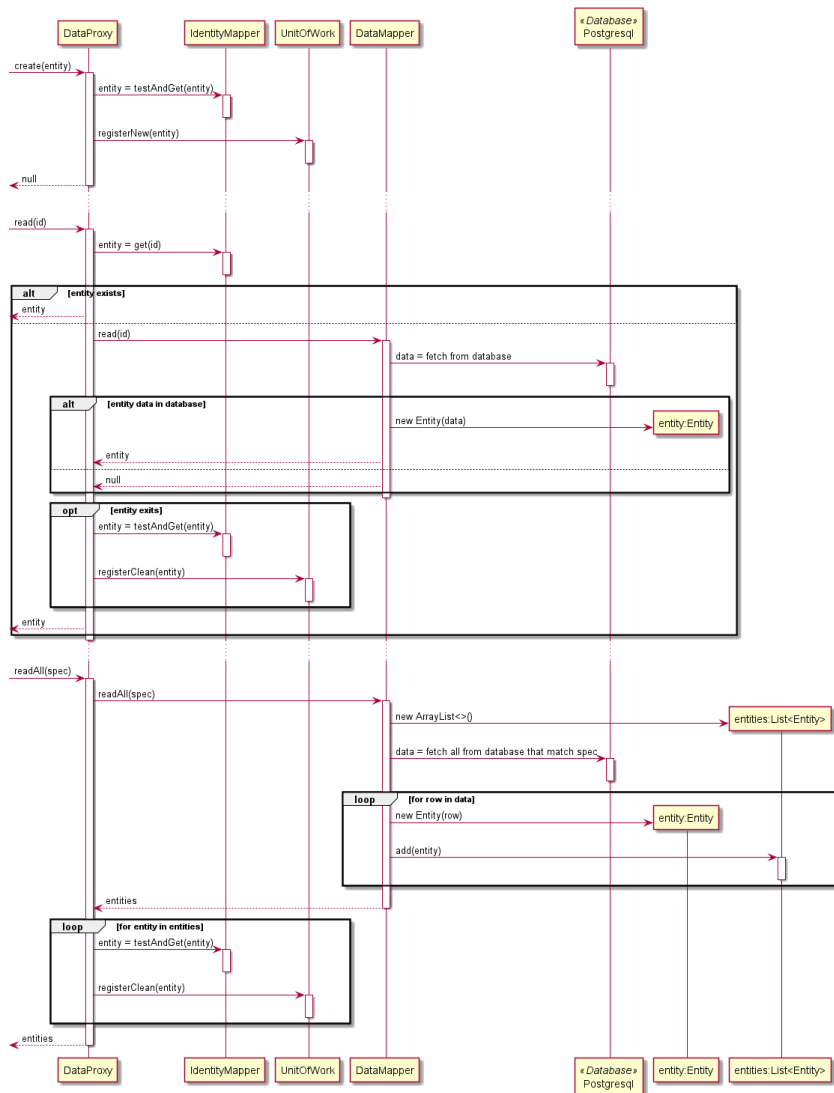 «Database»
DataProxy
IdentityMapper
UnitOfWork
DataMapper
Postgresql
create(entity)
entity = testAndGet(entity)
registerNew(entity)
null
read(id)
entity = get(id)
alt [entity exists]
entity
read(id)
data = fetch from database
alt [entity data in database]
new Entity(data)
entity:Entity
entity
null
opt [entity exits]
entity = testAndGet(entity)
registerClean(entity)
entity
readAll(spec)
readAll(spec)
new ArrayList<>()
entities:List<Entity>
data = fetch all from database that match spec
loop [for row in data]
new Entity(row)
entity:Entity
add(entity)
entities
loop [for entity in entities]
entity = testAndGet(entity)
registerClean(entity)
entities
DataProxy
IdentityMapper
UnitOfWork
DataMapper
«Database»
Postgresql
entity:Entity
entities:List<Entity>